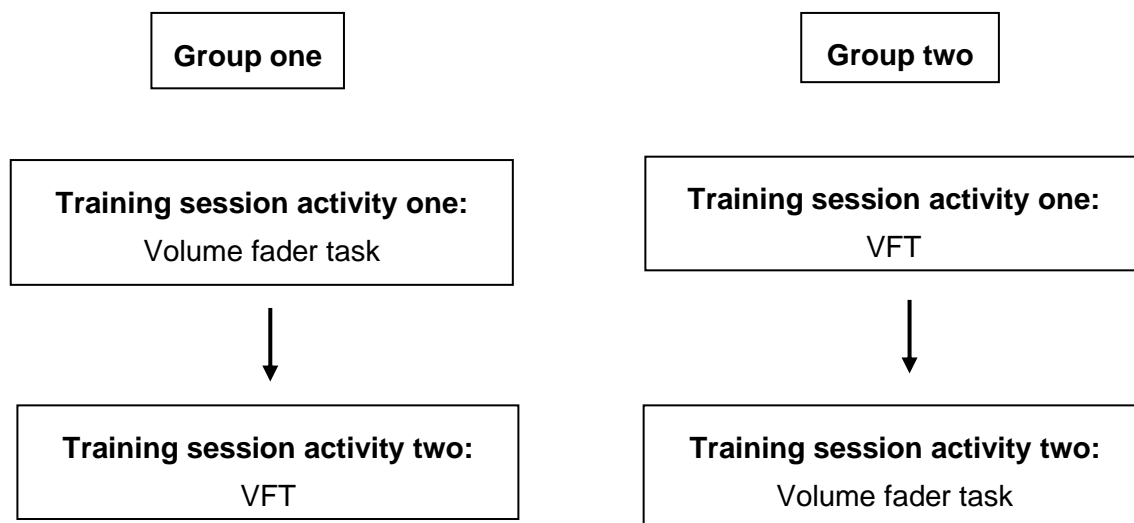 Group one
Group two
Training session activity one:
Volume fader task
Training session activity one:
VFT
Training session activity two:
VFT
Training session activity two:
Volume fader task